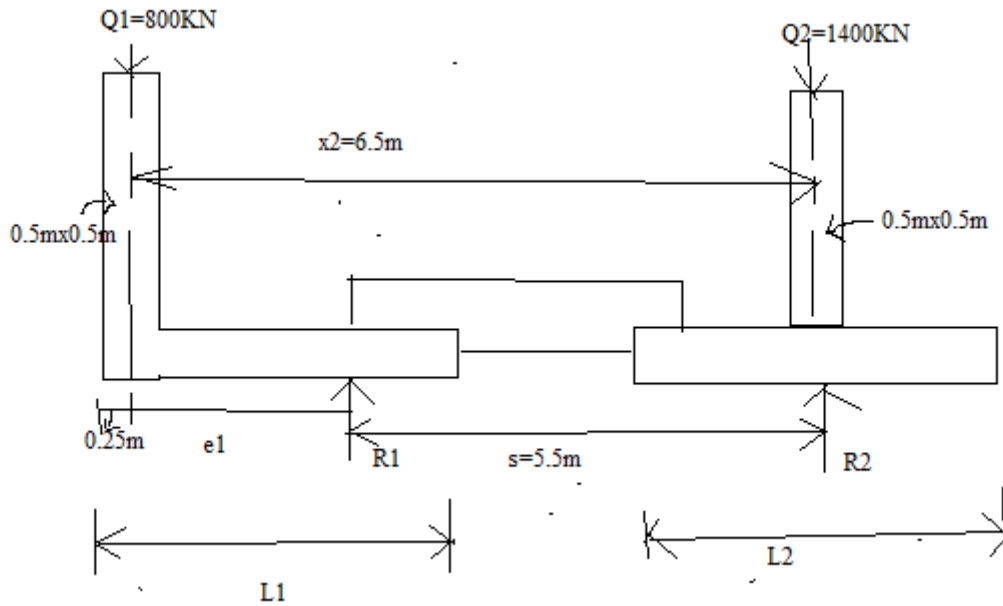 Q1=800KN
Q2=1400KN
x2=6.5m
0.5mx0.5m
0.5mx0.5m
0.25m
e1
R1
s=5.5m
R2
L1
L2